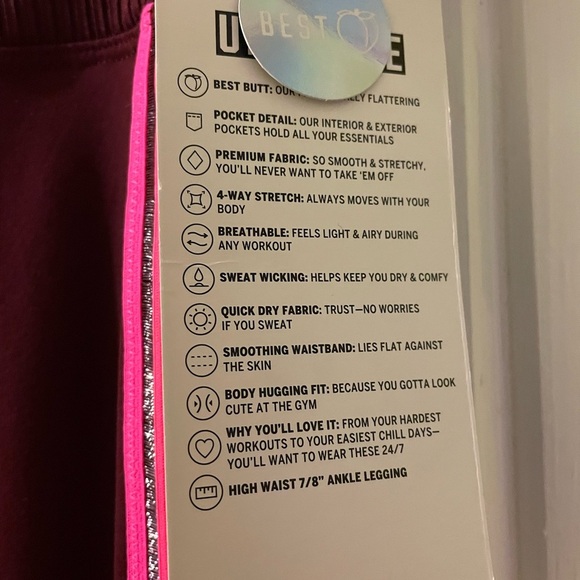 BEST
U E
BEST BUTT: OUR FLATTERING
POCKET DETAIL: OUR INTERIOR & EXTERIOR
POCKETS HOLD ALL YOUR ESSENTIALS
PREMIUM FABRIC: SO SMOOTH & STRETCHY,
YOU'LL NEVER WANT TO TAKE 'EM OFF
4-WAY STRETCH: ALWAYS MOVES WITH YOUR
BODY
BREATHABLE: FEELS LIGHT & AIRY DURING
ANY WORKOUT
SWEAT WICKING: HELPS KEEP YOU DRY & COMFY
QUICK DRY FABRIC: TRUST—NO WORRIES
IF YOU SWEAT
SMOOTHING WAISTBAND: LIES FLAT AGAINST
THE SKIN
BODY HUGGING FIT: BECAUSE YOU GOTTA LOOK
CUTE AT THE GYM
WHY YOU'LL LOVE IT: FROM YOUR HARDEST
WORKOUTS TO YOUR EASIEST CHILL DAYS—
YOU'LL WANT TO WEAR THESE 24/7
HIGH WAIST 7/8" ANKLE LEGGING